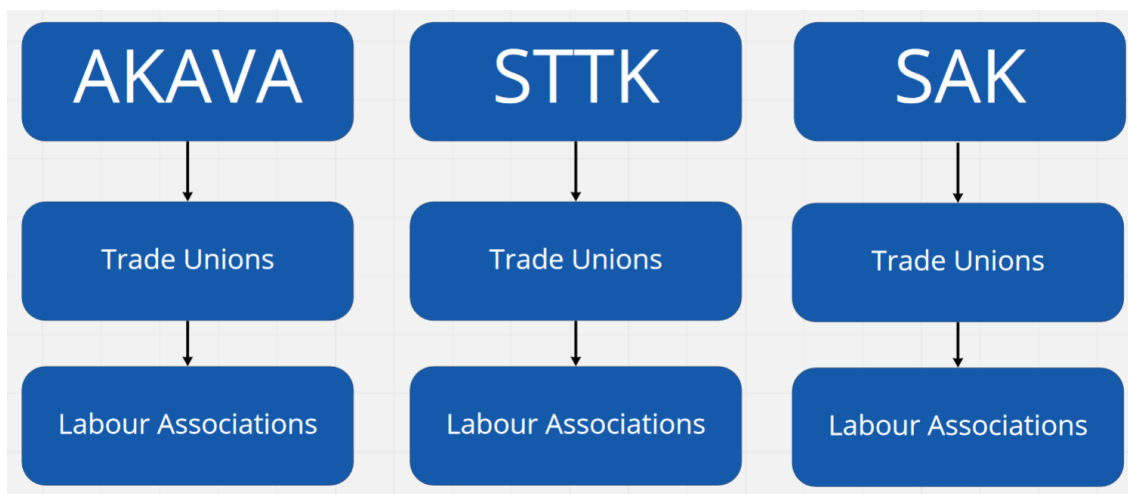 AKAVA
STTK
SAK
Trade Unions
Trade Unions
Trade Unions
Labour Associations
Labour Associations
Labour Associations